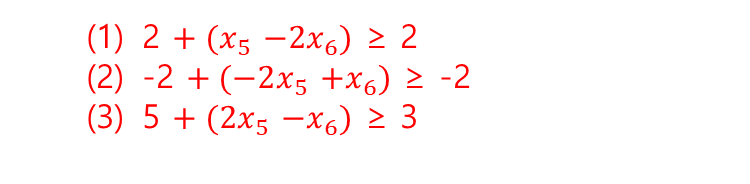 (1) 2 + (x₅ −2x₆) ≥ 2
(2) -2 + (−2x₅ +x₆) ≥ -2
(3) 5 + (2x₅ −x₆) ≥ 3